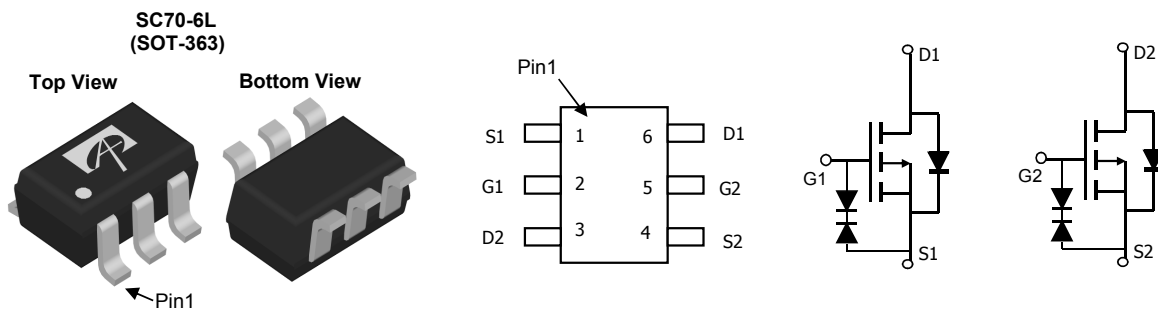 SC70-6L
(SOT-363)
Top View
Bottom View
Pin1
Pin1
S1 1 6 D1
G1 2 5 G2
D2 3 4 S2
D1
G1
S1
D2
G2
S2